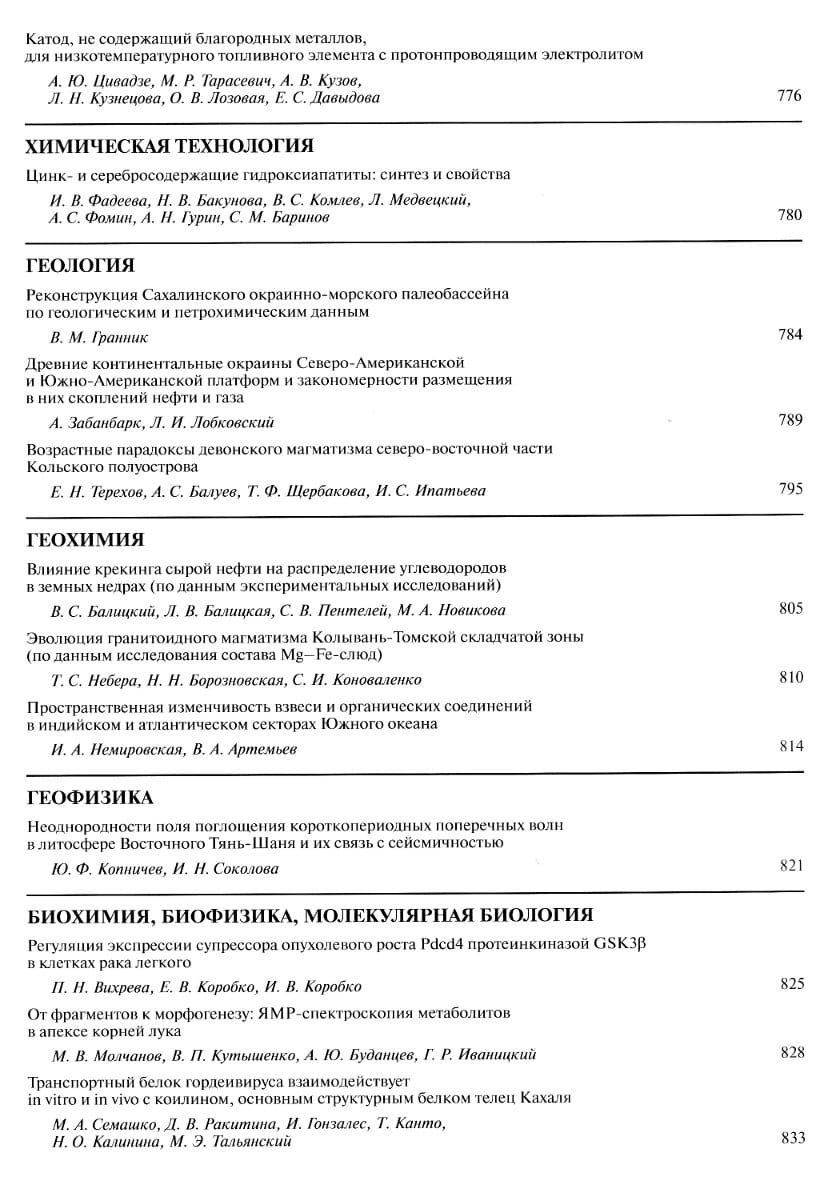 Катод, не содержащий благородных металлов,
для низкотемпературного топливного элемента с протонпроводящим электролитом
А. Ю. Цивадзе, М. Р. Тарасевич, А. В. Кузов,
Л. Н. Кузнецова, О. В. Лозовая, Е. С. Давыдова 776
ХИМИЧЕСКАЯ ТЕХНОЛОГИЯ
Цинк- и серебросодержащие гидроксиапатиты: синтез и свойства
И. В. Фадеева, Н. В. Бакунова, В. С. Комлев, Л. Медвецкий,
А. С. Фомин, А. Н. Гурин, С. М. Баринов 780
ГЕОЛОГИЯ
Реконструкция Сахалинского окраинно-морского палеобассейна
по геологическим и петрохимическим данным
В. М. Гранник 784
Древние континентальные окраины Северо-Американской
и Южно-Американской платформ и закономерности размещения
в них скоплений нефти и газа
А. Забанбарк, Л. И. Лобковский 789
Возрастные парадоксы девонского магматизма северо-восточной части
Кольского полуострова
Е. Н. Терехов, А. С. Балуев, Т. Ф. Щербакова, И. С. Ипатьева 795
ГЕОХИМИЯ
Влияние крекинга сырой нефти на распределение углеводородов
в земных недрах (по данным экспериментальных исследований)
В. С. Балицкий, Л. В. Балицкая, С. В. Пентелей, М. А. Новикова 805
Эволюция гранитоидного магматизма Колывань-Томской складчатой зоны
(по данным исследования состава Mg–Fe-слюд)
Т. С. Небера, Н. Н. Борозновская, С. И. Коноваленко 810
Пространственная изменчивость взвеси и органических соединений
в индийском и атлантическом секторах Южного океана
И. А. Немировская, В. А. Артемьев 814
ГЕОФИЗИКА
Неоднородности поля поглощения короткопериодных поперечных волн
в литосфере Восточного Тянь-Шаня и их связь с сейсмичностью
Ю. Ф. Копничев, И. Н. Соколова 821
БИОХИМИЯ, БИОФИЗИКА, МОЛЕКУЛЯРНАЯ БИОЛОГИЯ
Регуляция экспрессии супрессора опухолевого роста Pdcd4 протеинкиназой GSK3β
в клетках рака легкого
П. Н. Вихрева, Е. В. Коробко, И. В. Коробко 825
От фрагментов к морфогенезу: ЯМР-спектроскопия метаболитов
в апексе корней лука
М. В. Молчанов, В. П. Кутышенко, А. Ю. Буданцев, Г. Р. Иваницкий 828
Транспортный белок гордеивируса взаимодействует
in vitro и in vivo с коилином, основным структурным белком телец Кахаля
М. А. Семашко, Д. В. Ракитина, И. Гонзалес, Т. Канто,
Н. О. Калинина, М. Э. Тальянский 833